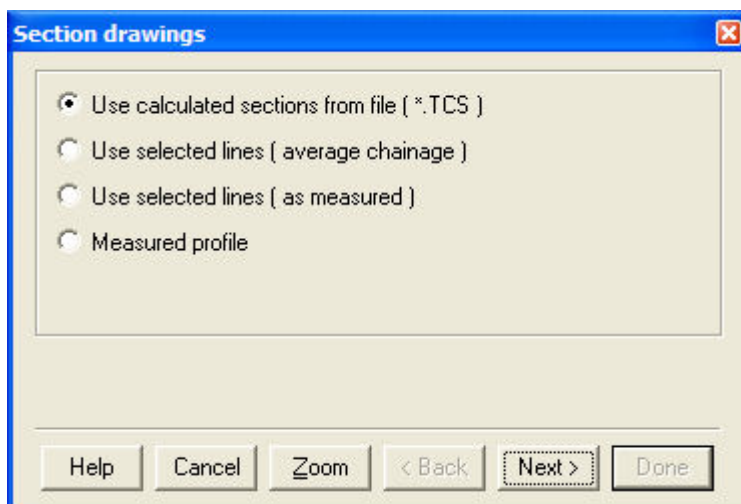 Section drawings
Use calculated sections from file ( *.TCS )
Use selected lines ( average chainage )
Use selected lines ( as measured )
Measured profile
Help Cancel Zoom < Back Next > Done